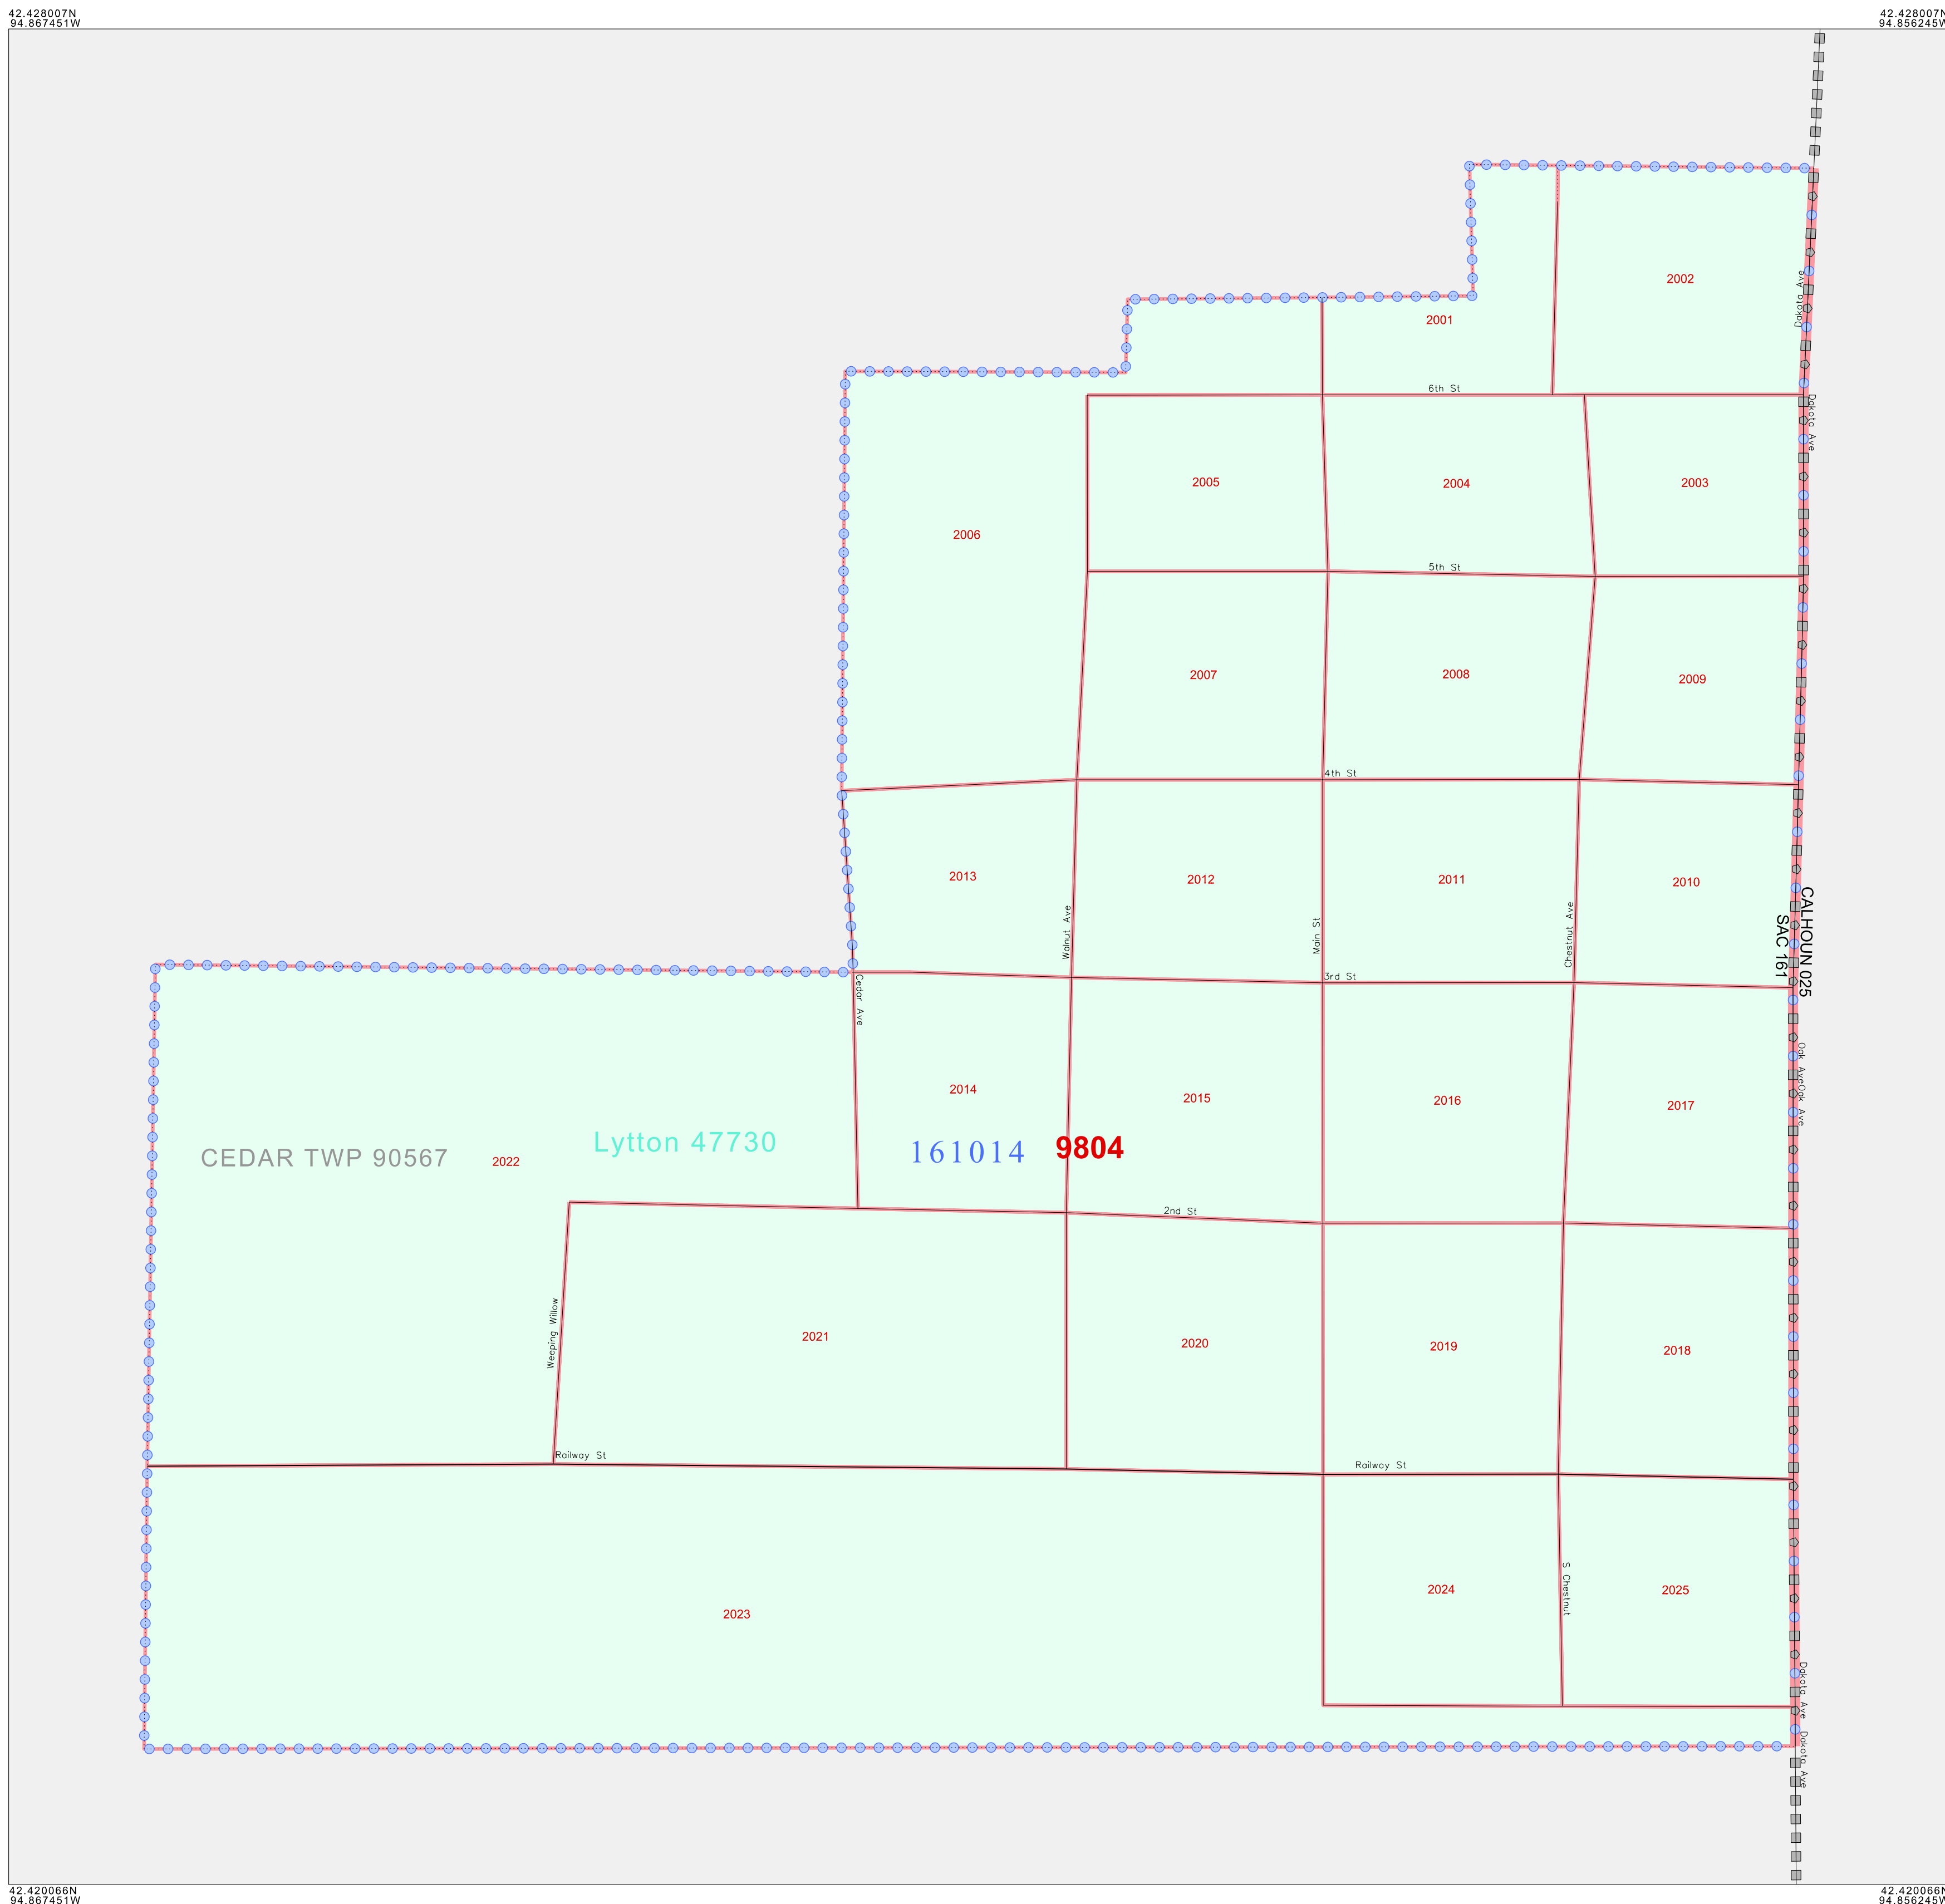 42.428007N
94.867451W
42.428007N
94.856245W
2002
Dakota Ave
2001
6th St
Dakota Ave
2005
2004
2003
2006
5th St
2007
2008
2009
4th St
2013
2012
2011
2010
Walnut Ave
Main St
Chestnut Ave
CALHOUN 025
SAC 161
3rd St
Cedar Ave
Oak Ave
Oak Ave
2014
2015
2016
2017
CEDAR TWP 90567
2022
Lytton 47730
161014
9804
2nd St
Weeping Willow
2021
2020
2019
2018
Railway St
Railway St
2023
2024
S Chestnut
2025
Dakota Ave
Dakota Ave
42.420066N
94.867451W
42.420066N
94.856245W